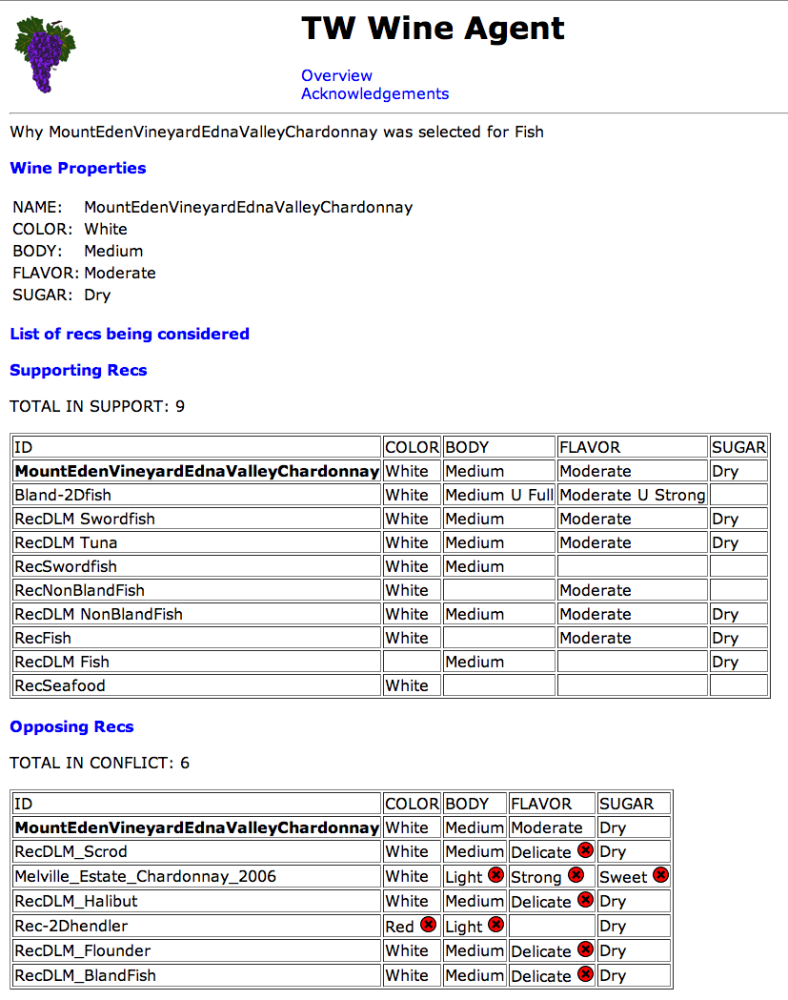 TW Wine Agent
Overview
Acknowledgements
Why MountEdenVineyardEdnaValleyChardonnay was selected for Fish
Wine Properties
NAME: MountEdenVineyardEdnaValleyChardonnay
COLOR: White
BODY: Medium
FLAVOR: Moderate
SUGAR: Dry
List of recs being considered
Supporting Recs
TOTAL IN SUPPORT: 9
ID COLOR BODY FLAVOR SUGAR
MountEdenVineyardEdnaValleyChardonnay White Medium Moderate Dry
Bland-2Dfish White Medium U Full Moderate U Strong
RecDLM Swordfish White Medium Moderate Dry
RecDLM Tuna White Medium Moderate Dry
RecSwordfish White Medium
RecNonBlandFish White Moderate
RecDLM NonBlandFish White Medium Moderate Dry
RecFish White Moderate
RecDLM Fish Medium Dry
RecSeafood White
Opposing Recs
TOTAL IN CONFLICT: 6
ID COLOR BODY FLAVOR SUGAR
MountEdenVineyardEdnaValleyChardonnay White Medium Moderate Dry
RecDLM_Scrod White Medium Delicate Dry
Melville_Estate_Chardonnay_2006 White Light Strong Sweet
RecDLM_Halibut White Medium Delicate Dry
Rec-2Dhendler Red Light Dry
RecDLM_Flounder White Medium Delicate Dry
RecDLM_BlandFish White Medium Delicate Dry